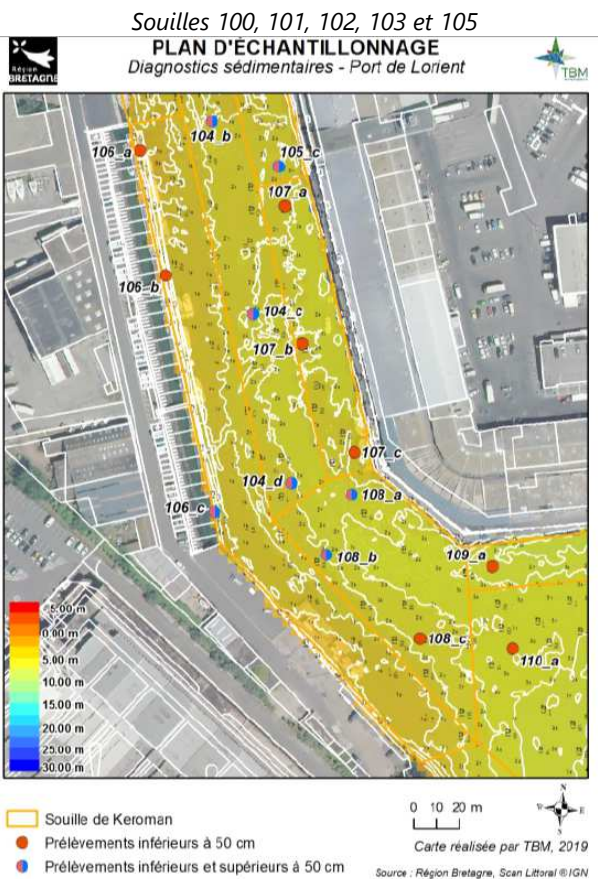 Souilles 100, 101, 102, 103 et 105
PLAN D'ÉCHANTILLONNAGE
Diagnostics sédimentaires - Port de Lorient
Région
BRETAGNE
TBM
104_b
106_a
105_c
107_a
106_b
104_c
107_b
107_c
104_d
108_a
106_c
108_b
109_a
108_c
110_a
-5.00 m
0.00 m
5.00 m
10.00 m
15.00 m
20.00 m
25.00 m
30.00 m
Souille de Keroman
Prélèvements inférieurs à 50 cm
Prélèvements inférieurs et supérieurs à 50 cm
0 10 20 m
N
W E
S
Carte réalisée par TBM, 2019
Source : Région Bretagne, Scan Littoral ®IGN